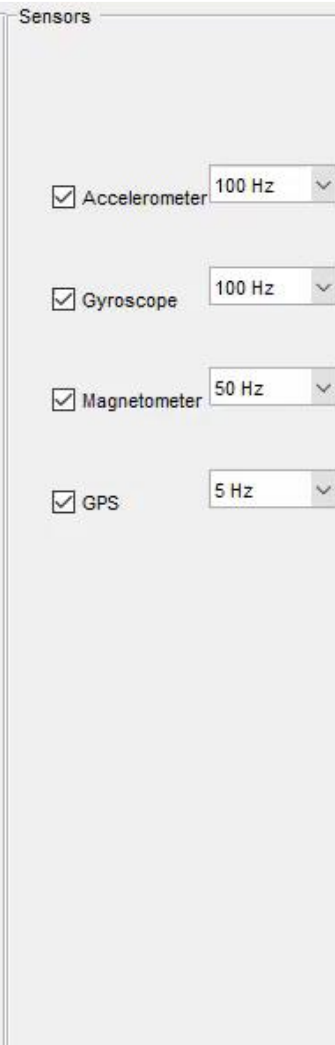 Sensors
Accelerometer 100 Hz
Gyroscope 100 Hz
Magnetometer 50 Hz
GPS 5 Hz